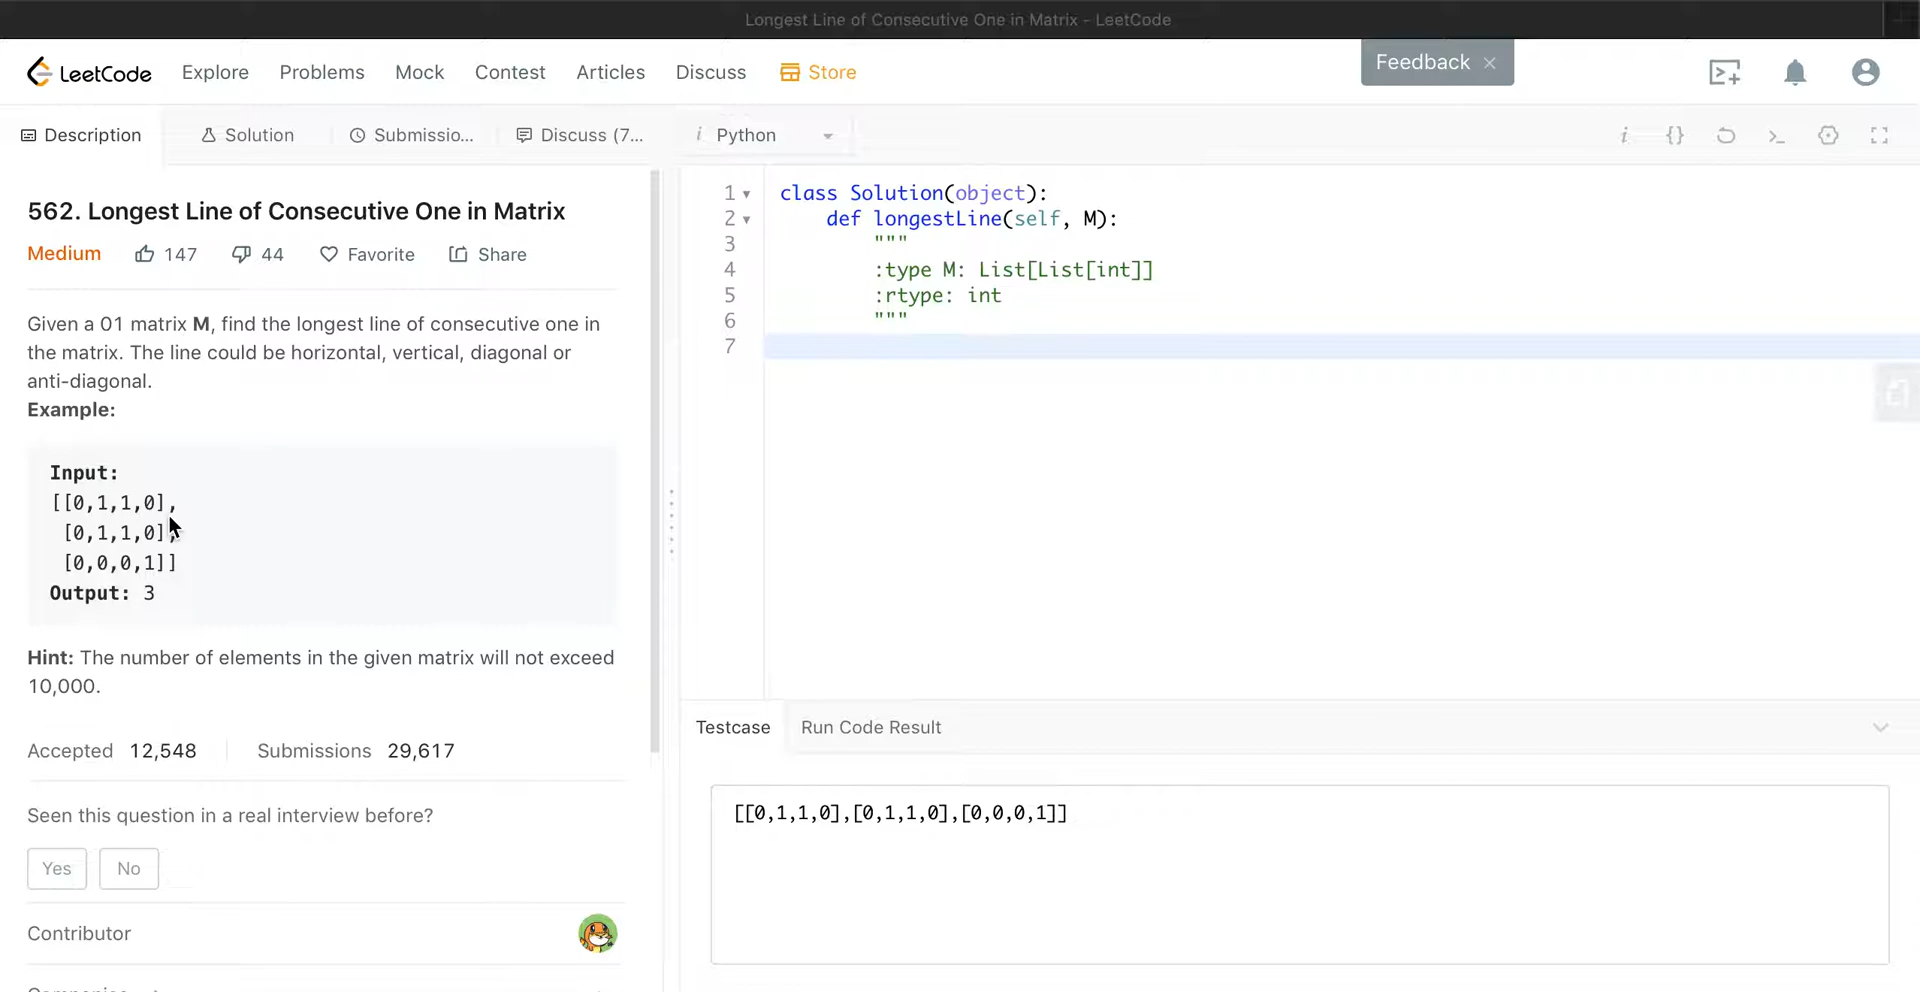 Longest Line of Consecutive One in Matrix - LeetCode
LeetCode Explore Problems Mock Contest Articles Discuss Store Feedback ×
Description Solution Submissio... Discuss (7... i Python
562. Longest Line of Consecutive One in Matrix
Medium 147 44 Favorite Share
Given a 01 matrix M, find the longest line of consecutive one in
the matrix. The line could be horizontal, vertical, diagonal or
anti-diagonal.
Example:
Input:
[[0,1,1,0],
[0,1,1,0],
[0,0,0,1]]
Output: 3
Hint: The number of elements in the given matrix will not exceed
10,000.
Accepted 12,548 Submissions 29,617
Seen this question in a real interview before?
Yes No
Contributor
1 class Solution(object):
2 def longestLine(self, M):
3 """
4 :type M: List[List[int]]
5 :rtype: int
6 """
7
Testcase Run Code Result
[[0,1,1,0],[0,1,1,0],[0,0,0,1]]